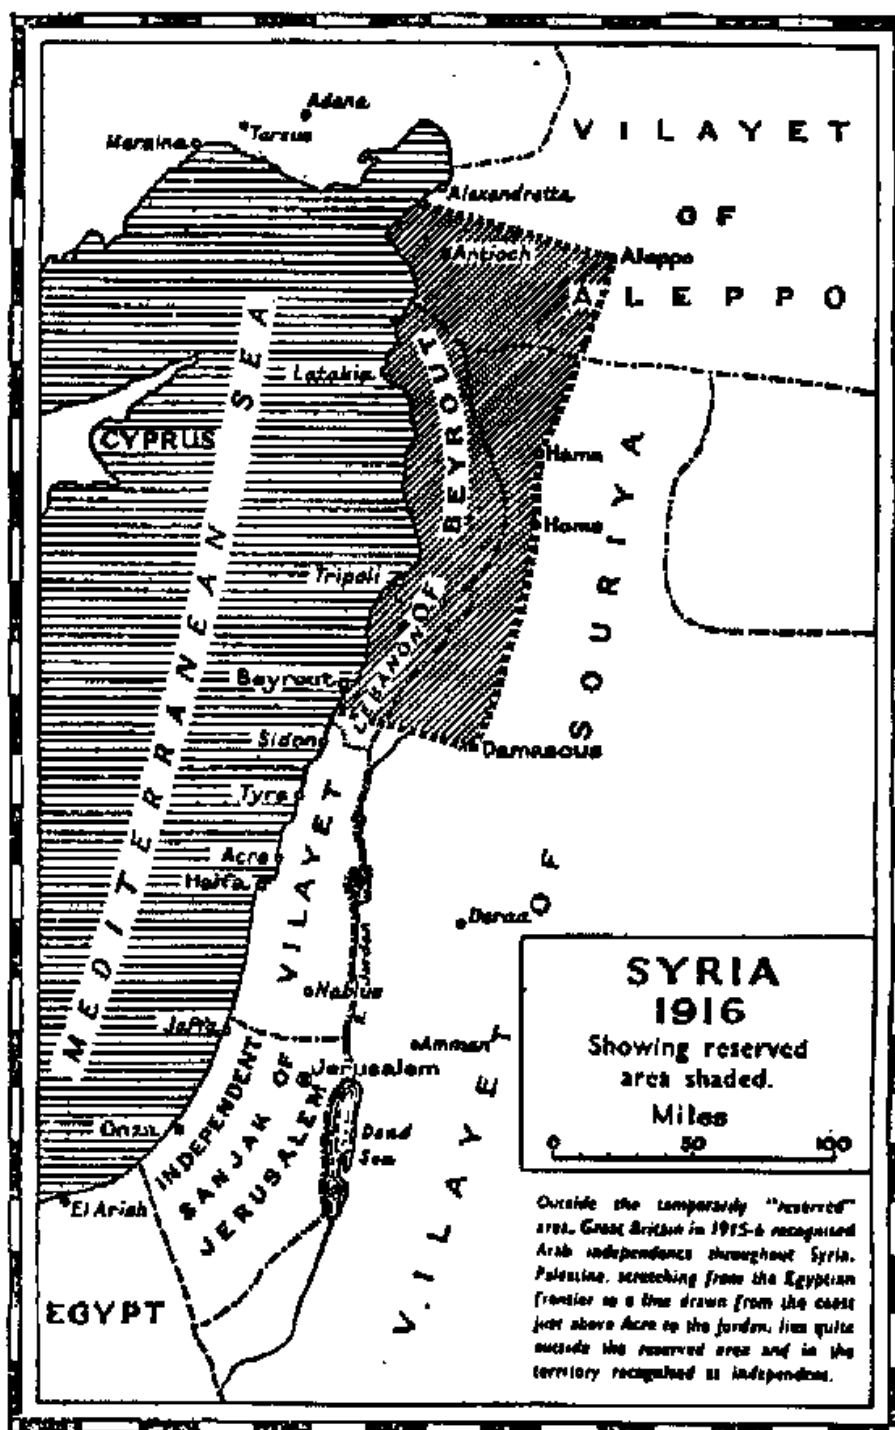 Adana
Tarsus
Mersina
VILAYET
OF
ALEPPO
Alexandretta
Antioch
Aleppo
MEDITERRANEAN SEA
Latakia
BEYROUT
CYPRUS
Hama
Homs
SOURIYA
Tripoli
OF
LEBANON
Beyrout
Sidon
Damascus
Tyre
VILAYET
Acre
Haifa
OF
Deraa
R. Jordan
Nablus
Jaffa
Amman
VILAYET
INDEPENDENT
SANJAK OF
JERUSALEM
Jerusalem
Gaza
Dead
Sea
El Arish
EGYPT
SYRIA
1916
Showing reserved
area shaded.
Miles
0 50 100
Outside the temporarily "reserved"
area, Great Britain in 1915-6 recognised
Arab independence throughout Syria.
Palestine, stretching from the Egyptian
frontier to a line drawn from the coast
just above Acre to the Jordan, lies quite
outside the reserved area and in the
territory recognised as independent.